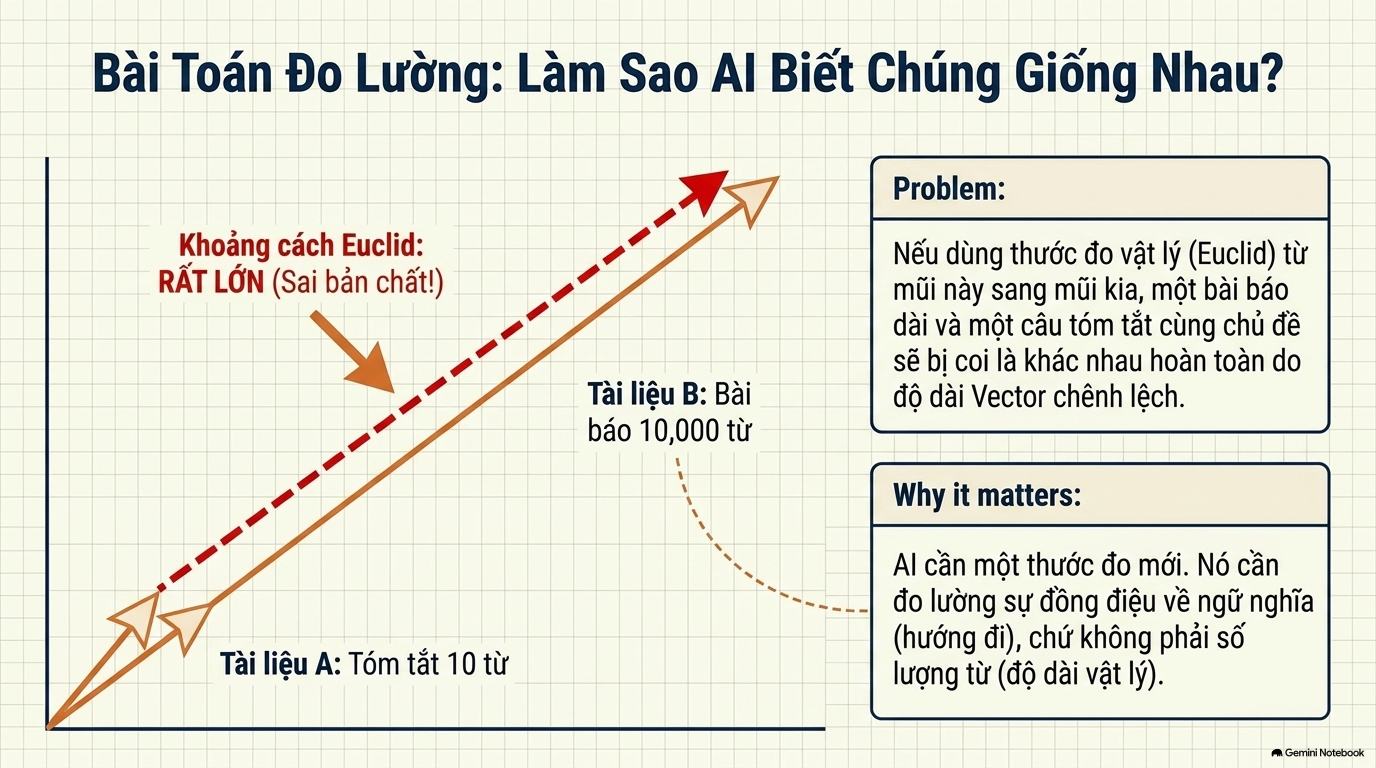 Bài Toán Đo Lường: Làm Sao AI Biết Chúng Giống Nhau?
Khoảng cách Euclid:
RẤT LỚN (Sai bản chất!)
Tài liệu B: Bài
báo 10,000 từ
Tài liệu A: Tóm tắt 10 từ
Problem:
Nếu dùng thước đo vật lý (Euclid) từ
mũi này sang mũi kia, một bài báo
dài và một câu tóm tắt cùng chủ đề
sẽ bị coi là khác nhau hoàn toàn do
độ dài Vector chênh lệch.
Why it matters:
AI cần một thước đo mới. Nó cần
đo lường sự đồng điệu về ngữ nghĩa
(hướng đi), chứ không phải số
lượng từ (độ dài vật lý).
Gemini Notebook